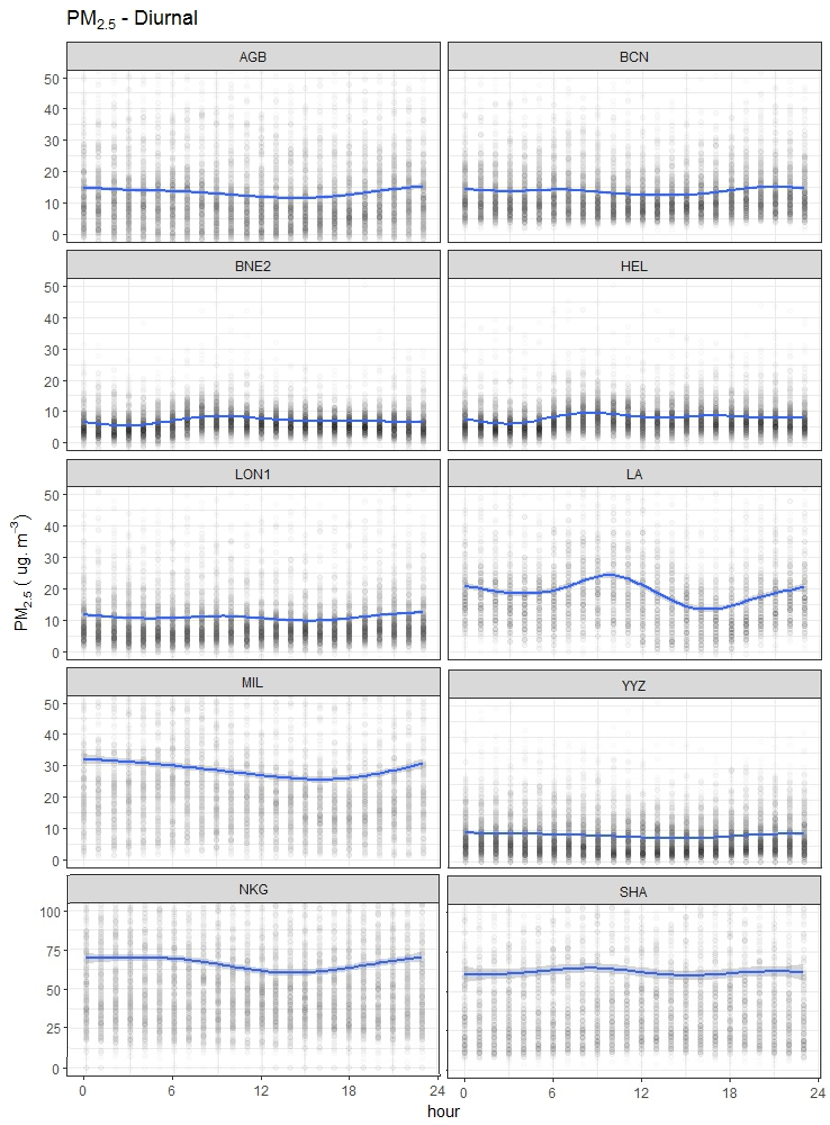 PM2.5 - Diurnal
AGB
BCN
50
40
30
20
10
0
BNE2
HEL
50
40
30
20
10
0
LON1
LA
50
40
30
20
10
0
PM2.5 ( ug. m−3)
MIL
YYZ
50
40
30
20
10
0
NKG
SHA
100
75
50
25
0
0 6 12 18 24 0 6 12 18 24
hour